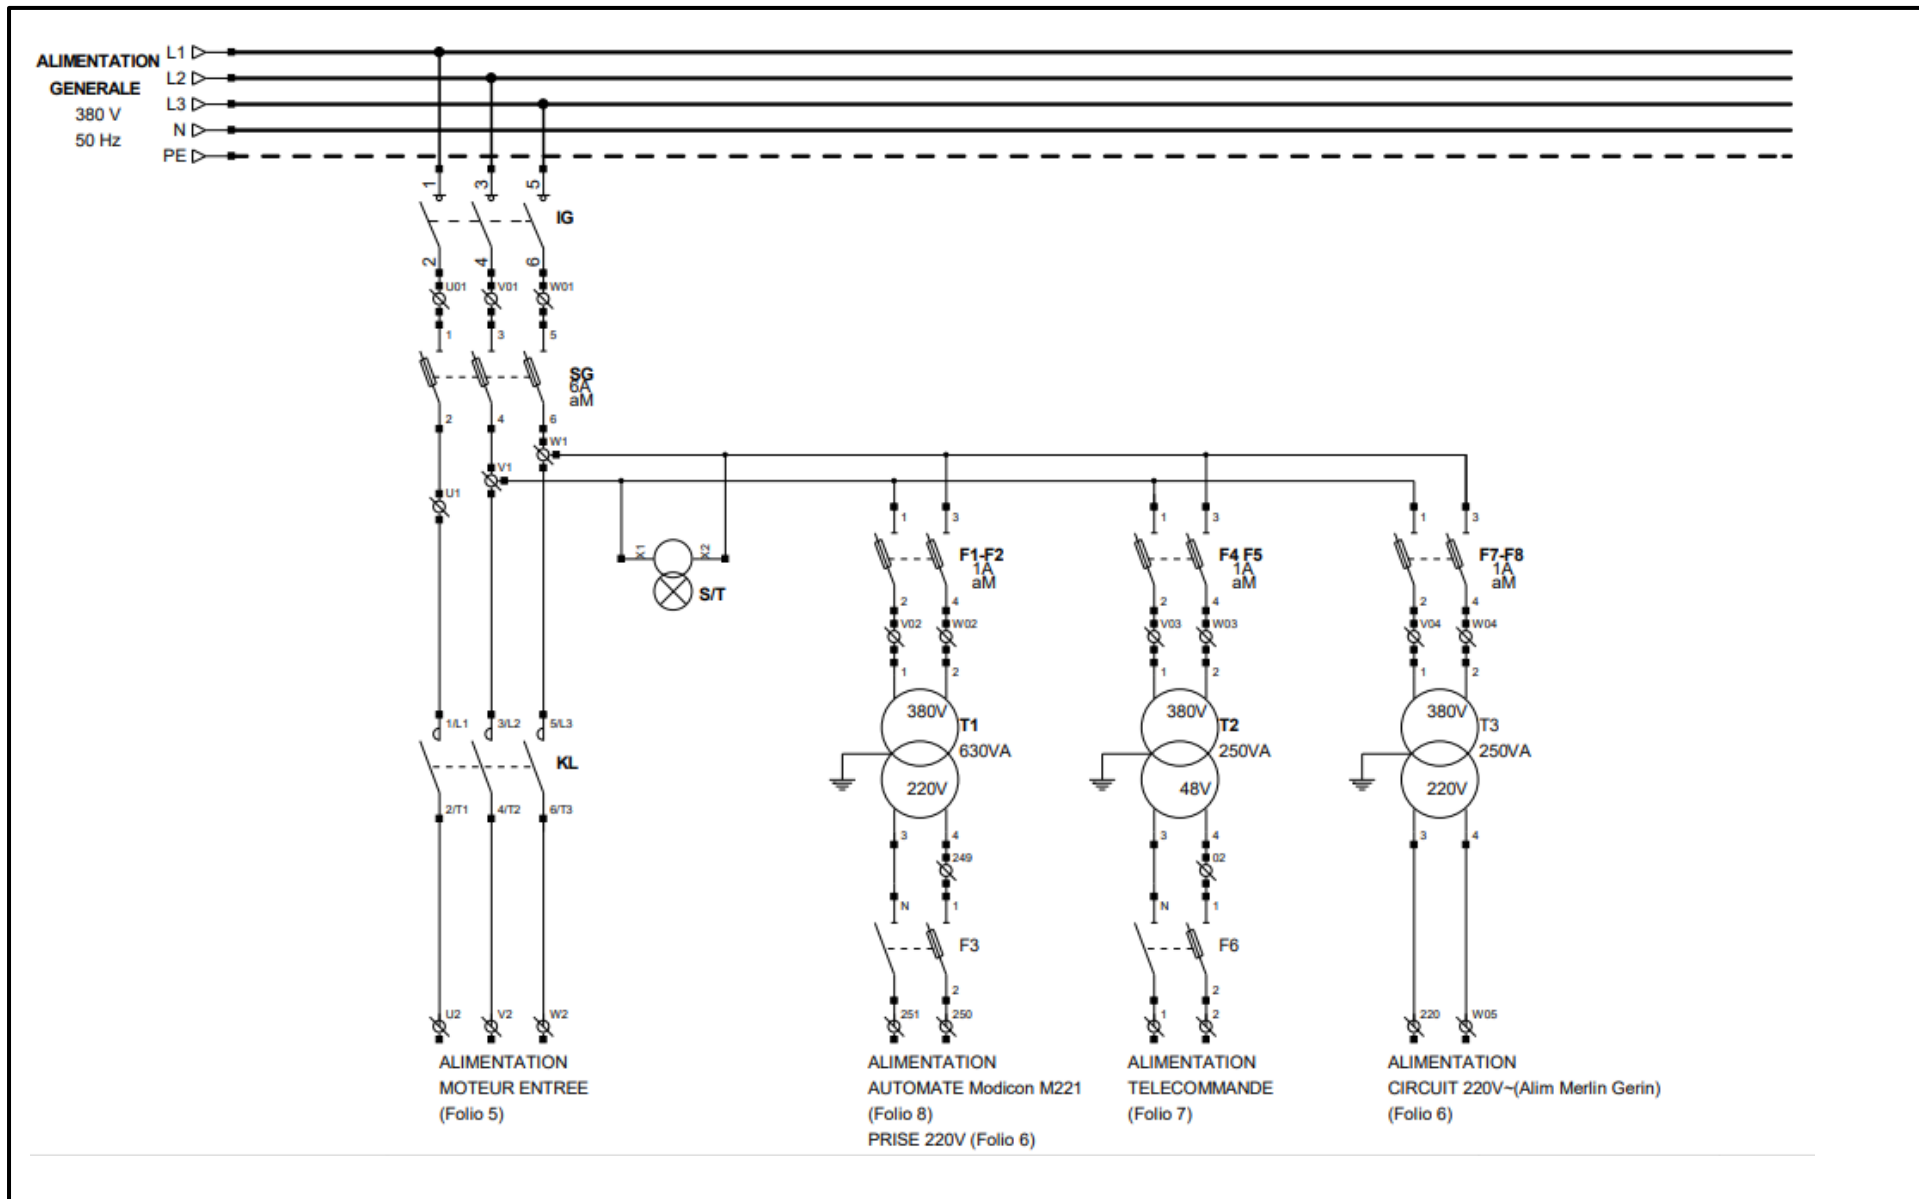 ALIMENTATION
GENERALE
380 V
50 Hz
L1
L2
L3
N
PE
1 3 5
IG
2 4 6
U01 V01 W01
1 3 5
SG
6A
aM
2 4 6
W1
V1
U1
X1 X2
S/T
1 3
F1-F2
1A
aM
2 4
V02 W02
1 2
380V
T1
630VA
220V
3 4
249
N 1
F3
2
251 250
1 3
F4 F5
1A
aM
2 4
V03 W03
1 2
380V
T2
250VA
48V
3 4
02
N 1
F6
2
1 2
1 3
F7-F8
1A
aM
2 4
V04 W04
1 2
380V
T3
250VA
220V
3 4
220 W05
1/L1 3/L2 5/L3
KL
2/T1 4/T2 6/T3
U2 V2 W2
ALIMENTATION
MOTEUR ENTREE
(Folio 5)
ALIMENTATION
AUTOMATE Modicon M221
(Folio 8)
PRISE 220V (Folio 6)
ALIMENTATION
TELECOMMANDE
(Folio 7)
ALIMENTATION
CIRCUIT 220V~(Alim Merlin Gerin)
(Folio 6)